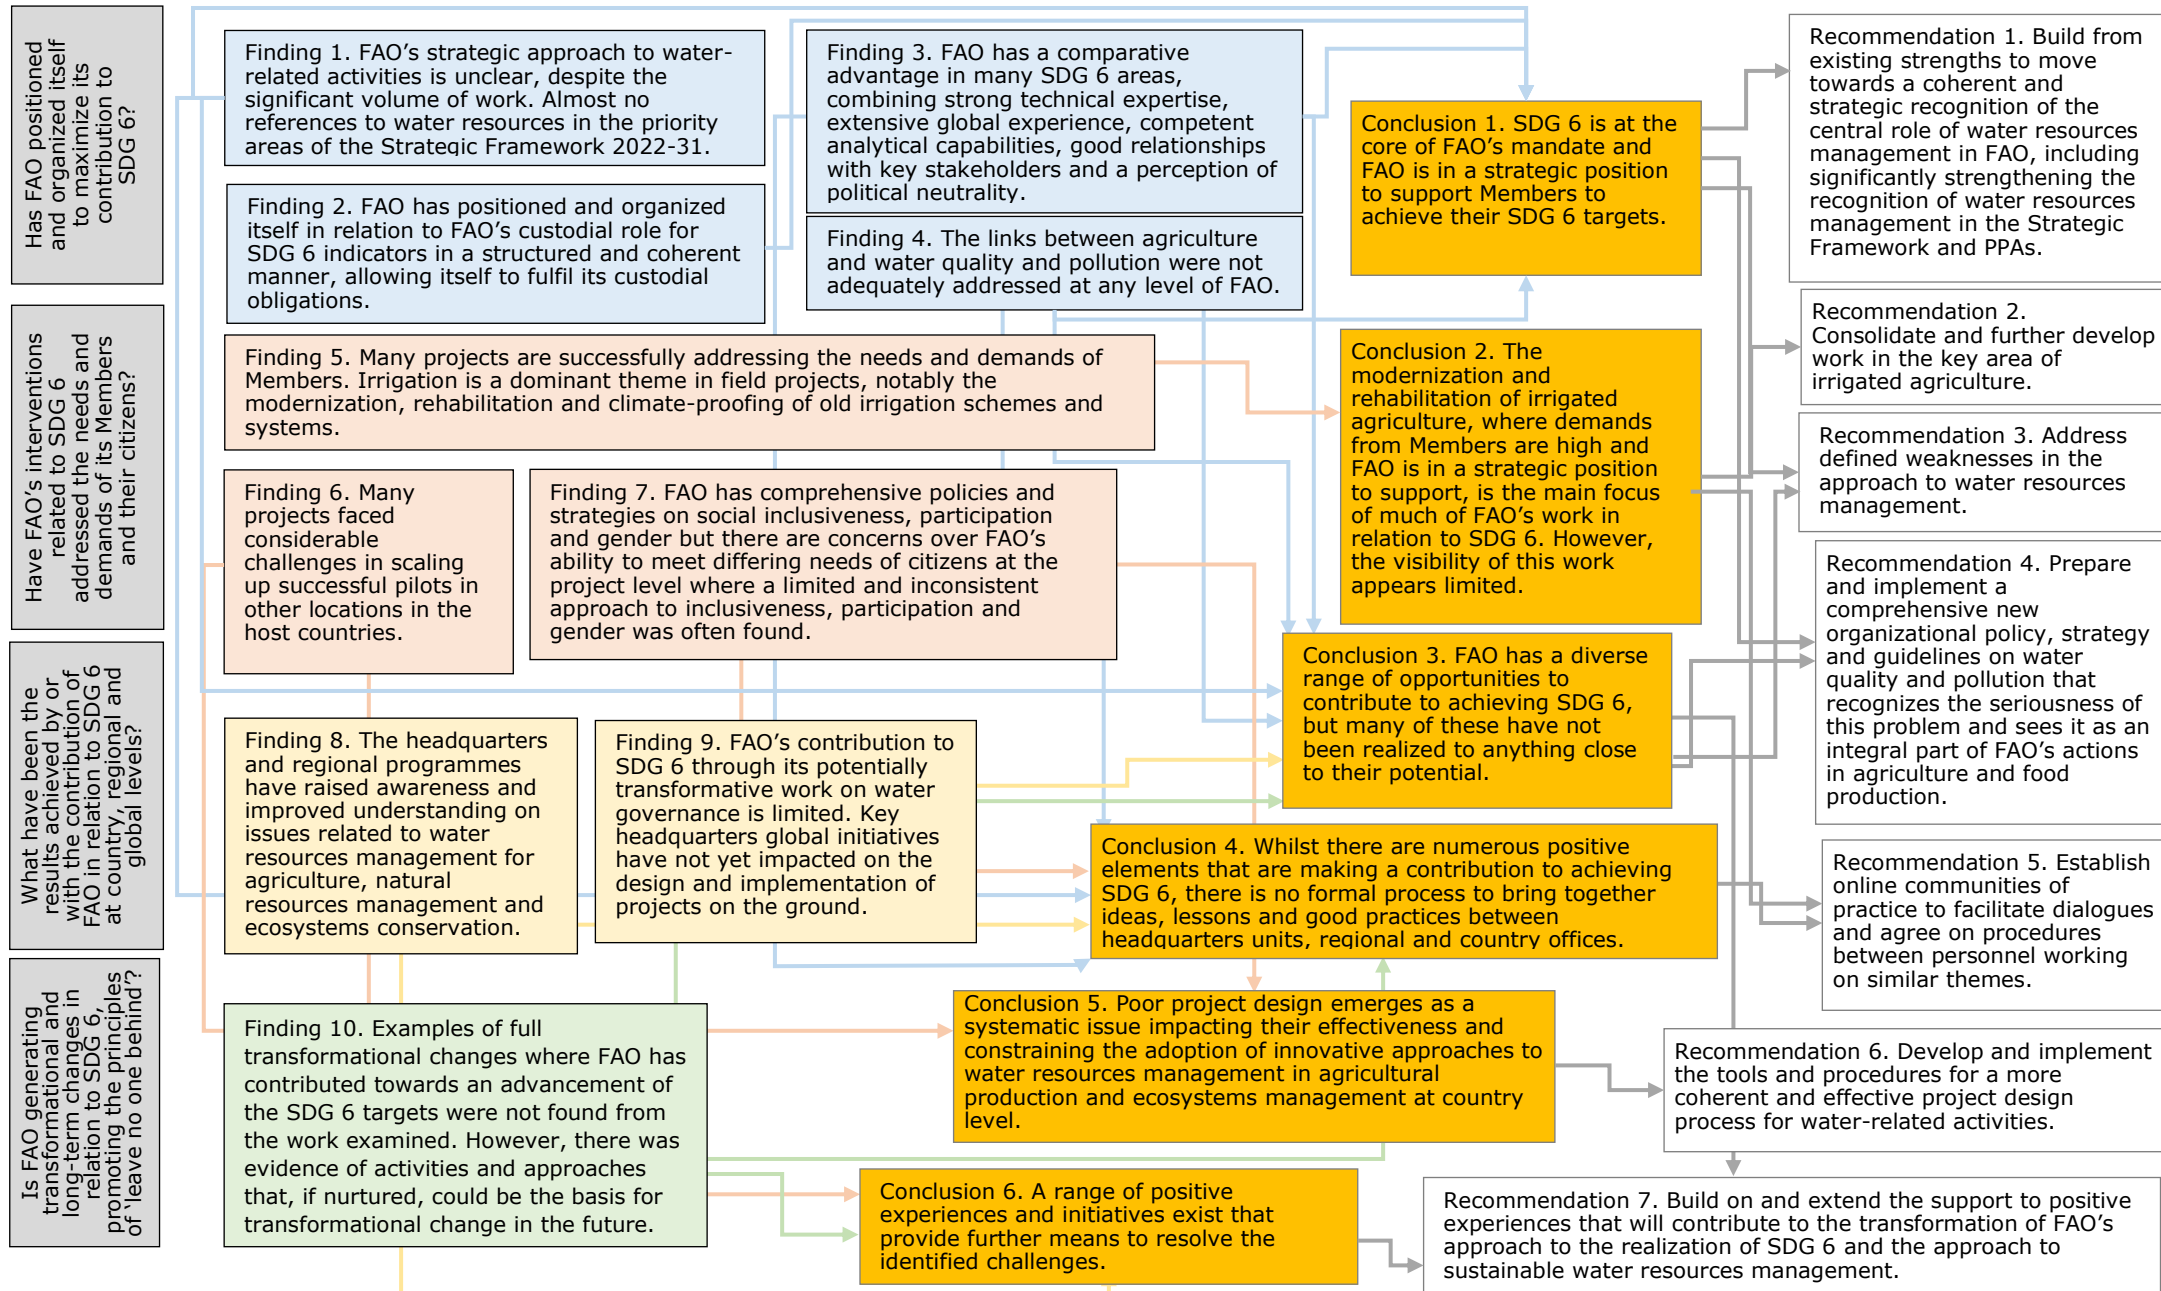 Has FAO positioned
and organized itself
to maximize its
contribution to
SDG 6?
Finding 1. FAO's strategic approach to water-
related activities is unclear, despite the
significant volume of work. Almost no
references to water resources in the priority
areas of the Strategic Framework 2022-31.
Finding 2. FAO has positioned and organized
itself in relation to FAO's custodial role for
SDG 6 indicators in a structured and coherent
manner, allowing itself to fulfil its custodial
obligations.
Finding 3. FAO has a comparative
advantage in many SDG 6 areas,
combining strong technical expertise,
extensive global experience, competent
analytical capabilities, good relationships
with key stakeholders and a perception of
political neutrality.
Finding 4. The links between agriculture
and water quality and pollution were not
adequately addressed at any level of FAO.
Have FAO's interventions
related to SDG 6
addressed the needs and
demands of its Members
and their citizens?
Finding 5. Many projects are successfully addressing the needs and demands of
Members. Irrigation is a dominant theme in field projects, notably the
modernization, rehabilitation and climate-proofing of old irrigation schemes and
systems.
Finding 6. Many
projects faced
considerable
challenges in scaling
up successful pilots in
other locations in the
host countries.
Finding 7. FAO has comprehensive policies and
strategies on social inclusiveness, participation
and gender but there are concerns over FAO's
ability to meet differing needs of citizens at the
project level where a limited and inconsistent
approach to inclusiveness, participation and
gender was often found.
What have been the
results achieved by or
with the contribution of
FAO in relation to SDG 6
at country, regional and
global levels?
Finding 8. The headquarters
and regional programmes
have raised awareness and
improved understanding on
issues related to water
resources management for
agriculture, natural
resources management and
ecosystems conservation.
Finding 9. FAO's contribution to
SDG 6 through its potentially
transformative work on water
governance is limited. Key
headquarters global initiatives
have not yet impacted on the
design and implementation of
projects on the ground.
Is FAO generating
transformational and
long-term changes in
relation to SDG 6,
promoting the principles
of 'leave no one behind'?
Finding 10. Examples of full
transformational changes where FAO has
contributed towards an advancement of
the SDG 6 targets were not found from
the work examined. However, there was
evidence of activities and approaches
that, if nurtured, could be the basis for
transformational change in the future.
Conclusion 1. SDG 6 is at the
core of FAO's mandate and
FAO is in a strategic position
to support Members to
achieve their SDG 6 targets.
Conclusion 2. The
modernization and
rehabilitation of irrigated
agriculture, where demands
from Members are high and
FAO is in a strategic position
to support, is the main focus
of much of FAO's work in
relation to SDG 6. However,
the visibility of this work
appears limited.
Conclusion 3. FAO has a diverse
range of opportunities to
contribute to achieving SDG 6,
but many of these have not
been realized to anything close
to their potential.
Conclusion 4. Whilst there are numerous positive
elements that are making a contribution to achieving
SDG 6, there is no formal process to bring together
ideas, lessons and good practices between
headquarters units, regional and country offices.
Conclusion 5. Poor project design emerges as a
systematic issue impacting their effectiveness and
constraining the adoption of innovative approaches to
water resources management in agricultural
production and ecosystems management at country
level.
Conclusion 6. A range of positive
experiences and initiatives exist that
provide further means to resolve the
identified challenges.
Recommendation 1. Build from
existing strengths to move
towards a coherent and
strategic recognition of the
central role of water resources
management in FAO, including
significantly strengthening the
recognition of water resources
management in the Strategic
Framework and PPAs.
Recommendation 2.
Consolidate and further develop
work in the key area of
irrigated agriculture.
Recommendation 3. Address
defined weaknesses in the
approach to water resources
management.
Recommendation 4. Prepare
and implement a
comprehensive new
organizational policy, strategy
and guidelines on water
quality and pollution that
recognizes the seriousness of
this problem and sees it as an
integral part of FAO's actions
in agriculture and food
production.
Recommendation 5. Establish
online communities of
practice to facilitate dialogues
and agree on procedures
between personnel working
on similar themes.
Recommendation 6. Develop and implement
the tools and procedures for a more
coherent and effective project design
process for water-related activities.
Recommendation 7. Build on and extend the support to positive
experiences that will contribute to the transformation of FAO's
approach to the realization of SDG 6 and the approach to
sustainable water resources management.